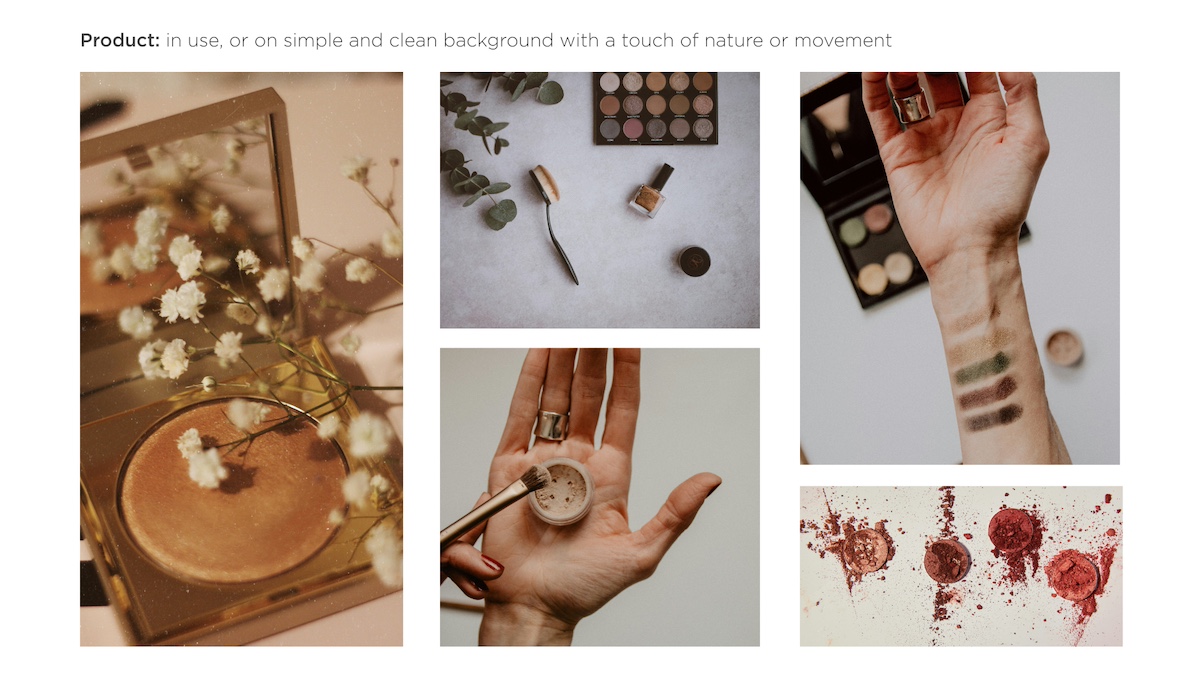 Product: in use, or on simple and clean background with a touch of nature or movement